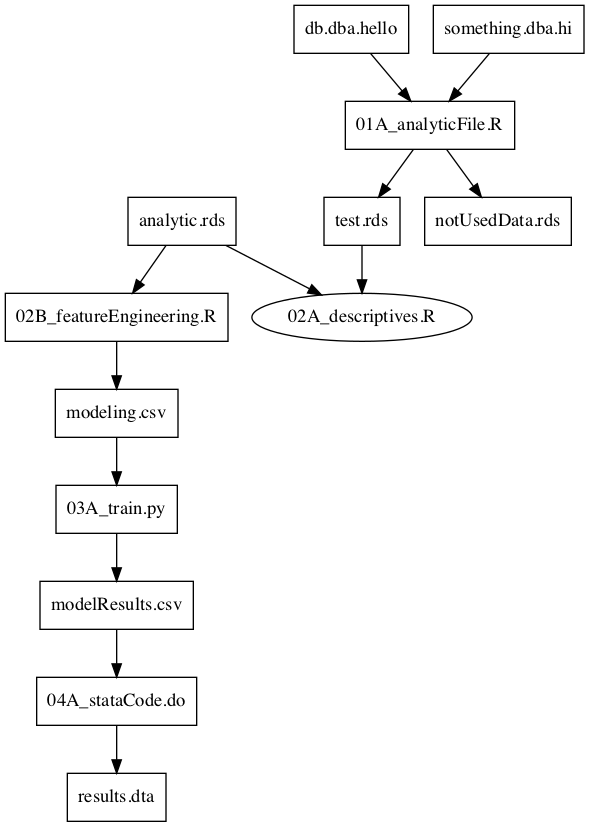 db.dba.hello
something.dba.hi
01A_analyticFile.R
analytic.rds
test.rds
notUsedData.rds
02B_featureEngineering.R
02A_descriptives.R
modeling.csv
03A_train.py
modelResults.csv
04A_stataCode.do
results.dta